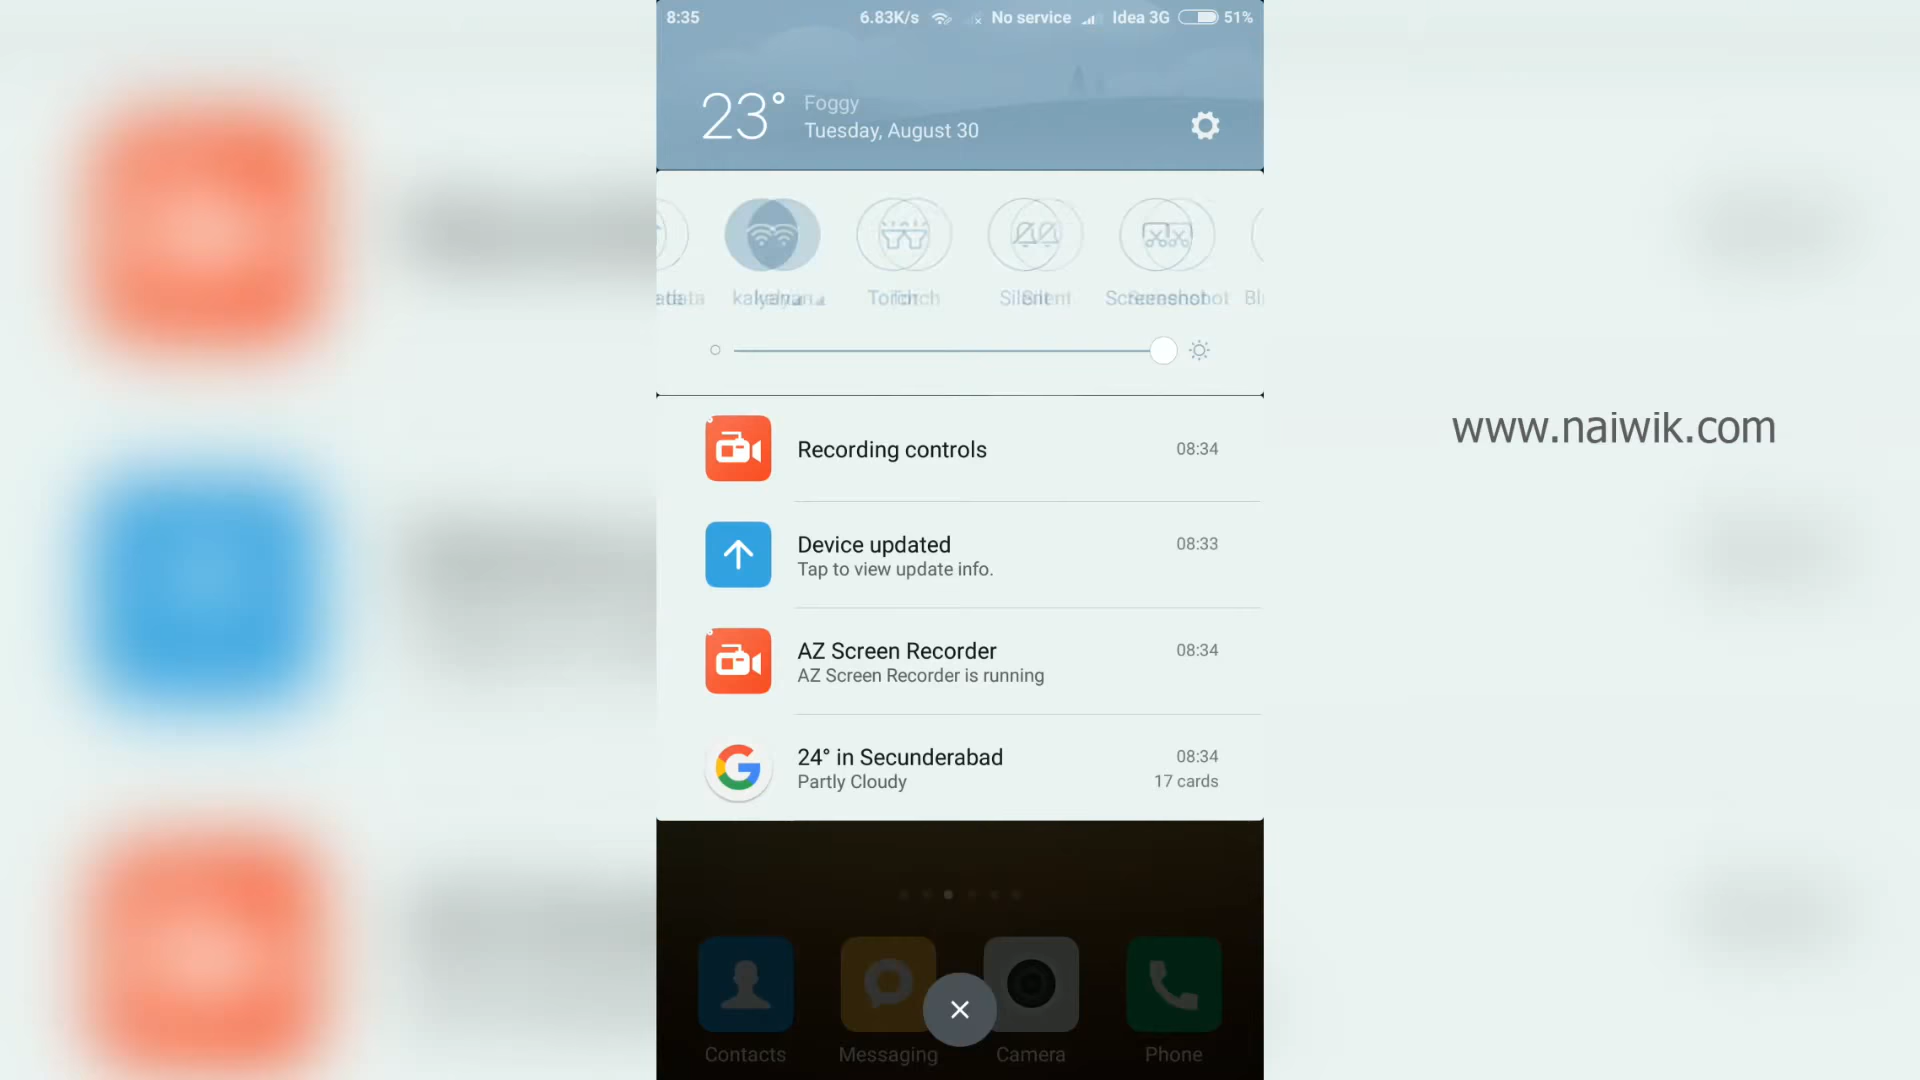 8:35 6.83K/s No service Idea 3G 51%
23° Foggy
Tuesday, August 30
Torch Silent Screenshot
Recording controls 08:34
Device updated 08:33
Tap to view update info.
AZ Screen Recorder 08:34
AZ Screen Recorder is running
24° in Secunderabad 08:34
Partly Cloudy 17 cards
Contacts Messaging Camera Phone
www.naiwik.com